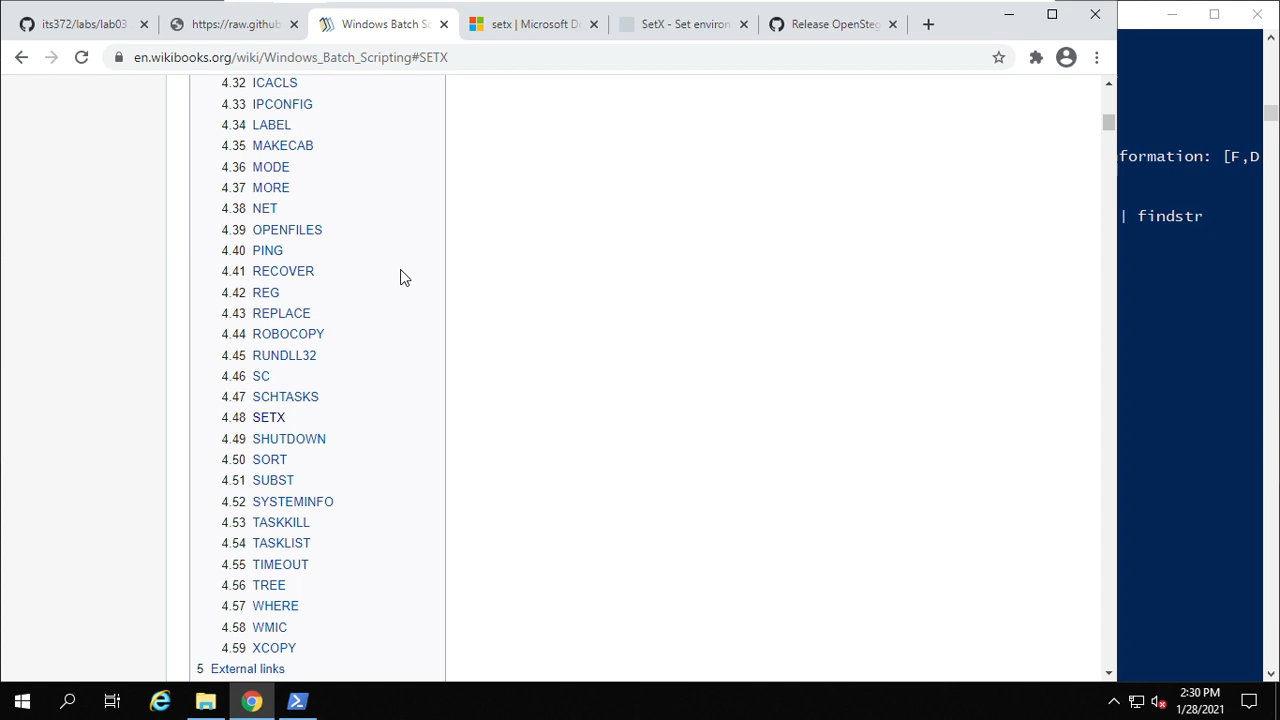 its372/labs/lab03
https://raw.github
Windows Batch Sc
setx | Microsoft Do
SetX - Set environ
Release OpenSteg
en.wikibooks.org/wiki/Windows_Batch_Scripting#SETX
4.32 ICACLS
4.33 IPCONFIG
4.34 LABEL
4.35 MAKECAB
4.36 MODE
4.37 MORE
4.38 NET
4.39 OPENFILES
4.40 PING
4.41 RECOVER
4.42 REG
4.43 REPLACE
4.44 ROBOCOPY
4.45 RUNDLL32
4.46 SC
4.47 SCHTASKS
4.48 SETX
4.49 SHUTDOWN
4.50 SORT
4.51 SUBST
4.52 SYSTEMINFO
4.53 TASKKILL
4.54 TASKLIST
4.55 TIMEOUT
4.56 TREE
4.57 WHERE
4.58 WMIC
4.59 XCOPY
5 External links
formation: [F,D
| findstr
2:30 PM
1/28/2021